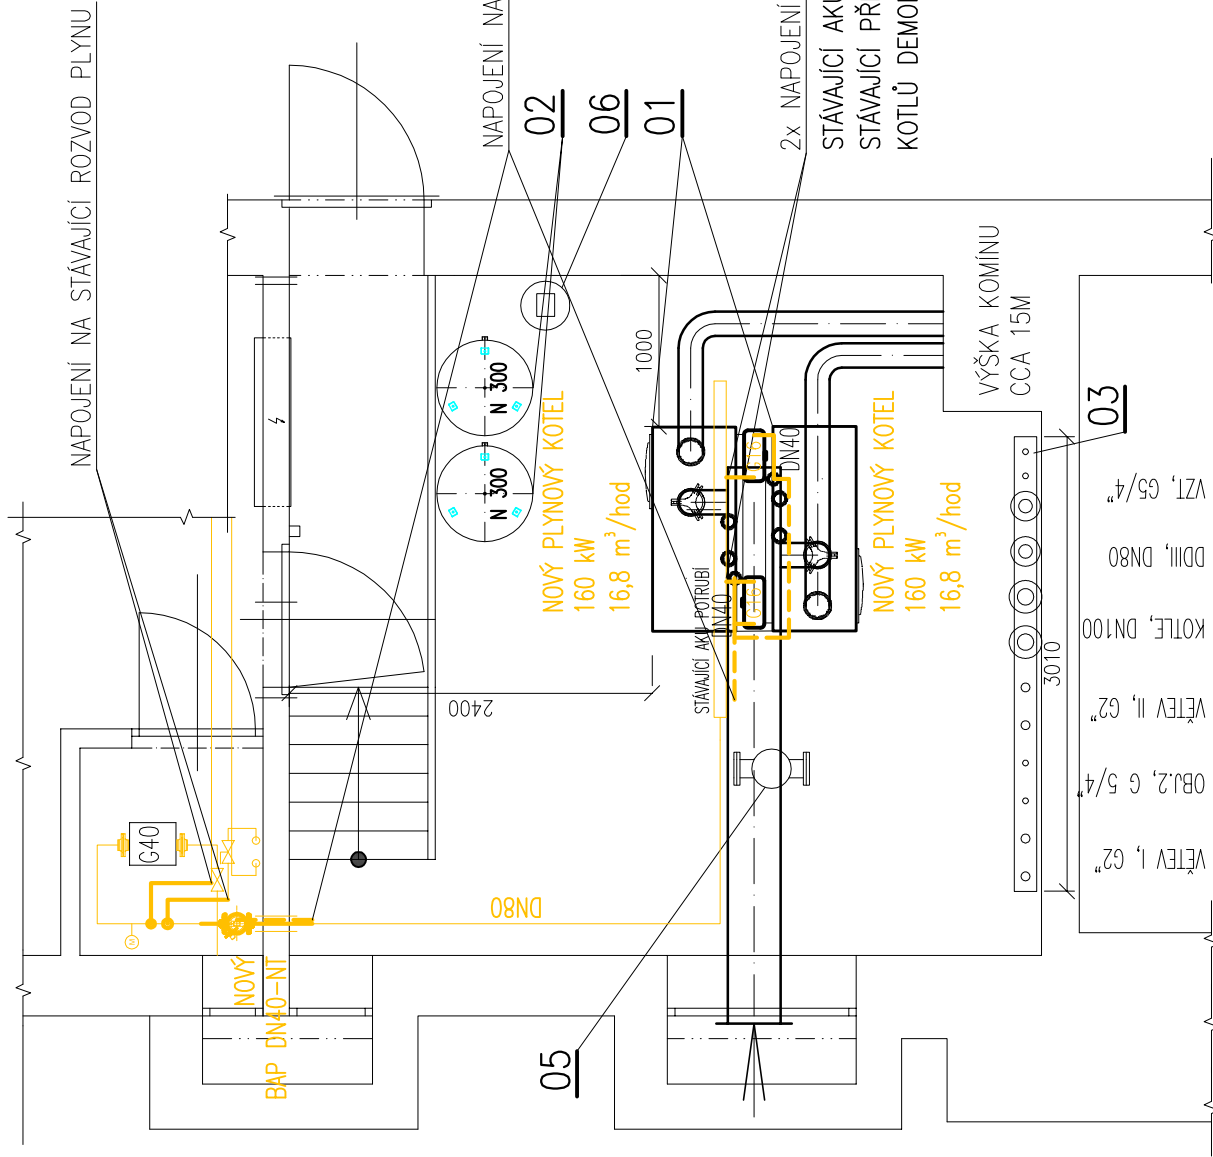 NAPOJENÍ NA STÁVAJÍCÍ ROZVOD PLYNU
NAPOJENÍ NA
02
06
01
2x NAPOJENÍ
STÁVAJÍCÍ AKU
STÁVAJÍCÍ PŘ
KOTLŮ DEMO
VÝŠKA KOMÍNU
CCA 15M
03
1000
N 300
N 300
NOVÝ PLYNOVÝ KOTEL
160 kW
16,8 m³/hod
NOVÝ PLYNOVÝ KOTEL
160 kW
16,8 m³/hod
DN40
G16
STÁVAJÍCÍ AKU POTRUBÍ
DN40
G16
2400
3010
VZT, G5/4"
DDIII, DN80
KOTLE, DN100
VĚTEV II, G2"
OBJ.2, G 5/4"
VĚTEV I, G2"
G40
M
DN80
NOVÝ
BAP DN40-NT
05